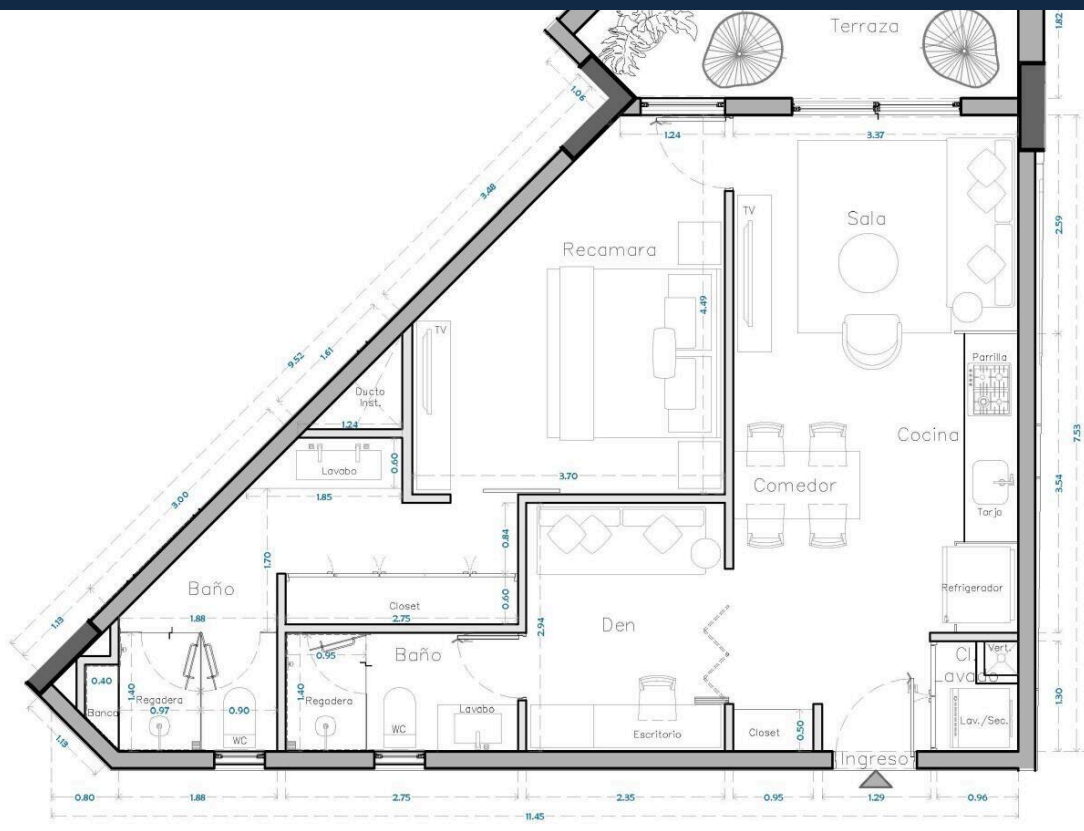 Terraza
1.82
1.06
1.24
3.37
3.48
TV
Sala
2.59
Recamara
4.49
TV
9.52
1.61
Parrilla
Ducto
Inst.
1.24
Cocina
7.53
Lavabo
0.60
3.70
Comedor
3.54
3.00
1.85
Tarja
0.84
1.70
Baño
Refrigerador
Closet
0.60
1.13
1.88
2.75
2.94
Den
0.95
Baño
Vert.
Cl.
avado
0.40
1.40
Regadera
0.97
0.90
1.40
Regadera
Lavabo
1.30
Banca
WC
WC
Escritorio
Closet
0.50
Lav./Sec.
1.13
Ingreso
0.80
1.88
2.75
2.35
0.95
1.29
0.96
11.45